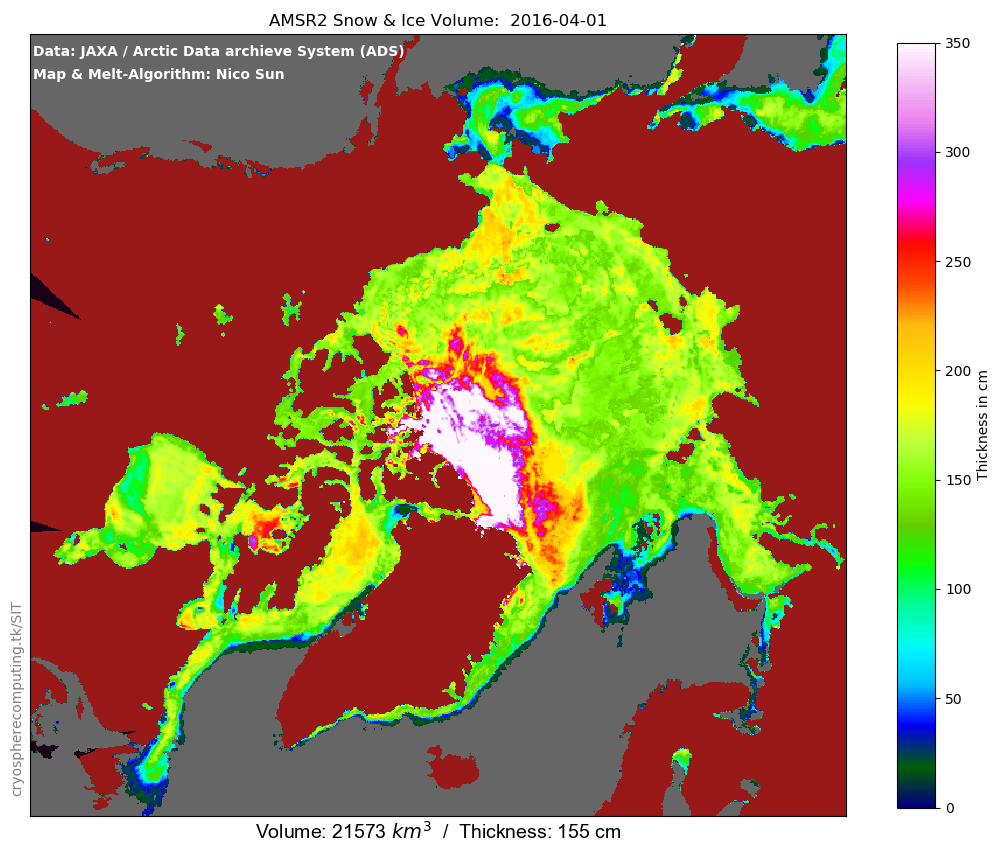 AMSR2 Snow & Ice Volume:  2016-04-01
Data: JAXA / Arctic Data archieve System (ADS)
Map & Melt-Algorithm: Nico Sun
350
300
250
200
150
100
50
0
Thickness in cm
cryospherecomputing.tk/SIT
Volume: 21573 km³  /  Thickness: 155 cm